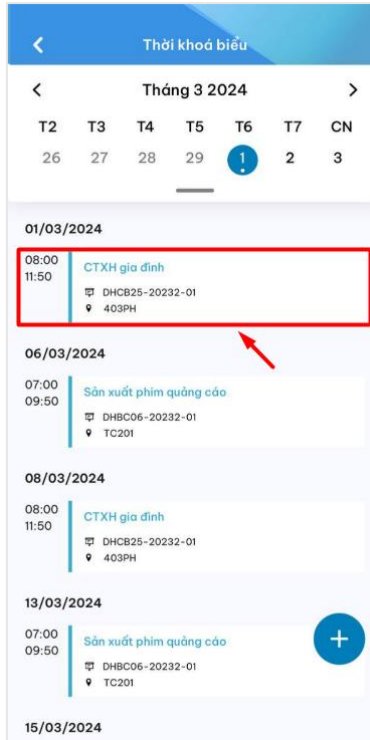 Thời khoá biểu
Tháng 3 2024
T2 T3 T4 T5 T6 T7 CN
26 27 28 29 1 2 3
01/03/2024
08:00
11:50
CTXH gia đình
DHCB25-20232-01
403PH
06/03/2024
07:00
09:50
Sản xuất phim quảng cáo
DHBC06-20232-01
TC201
08/03/2024
08:00
11:50
CTXH gia đình
DHCB25-20232-01
403PH
13/03/2024
07:00
09:50
Sản xuất phim quảng cáo
DHBC06-20232-01
TC201
15/03/2024